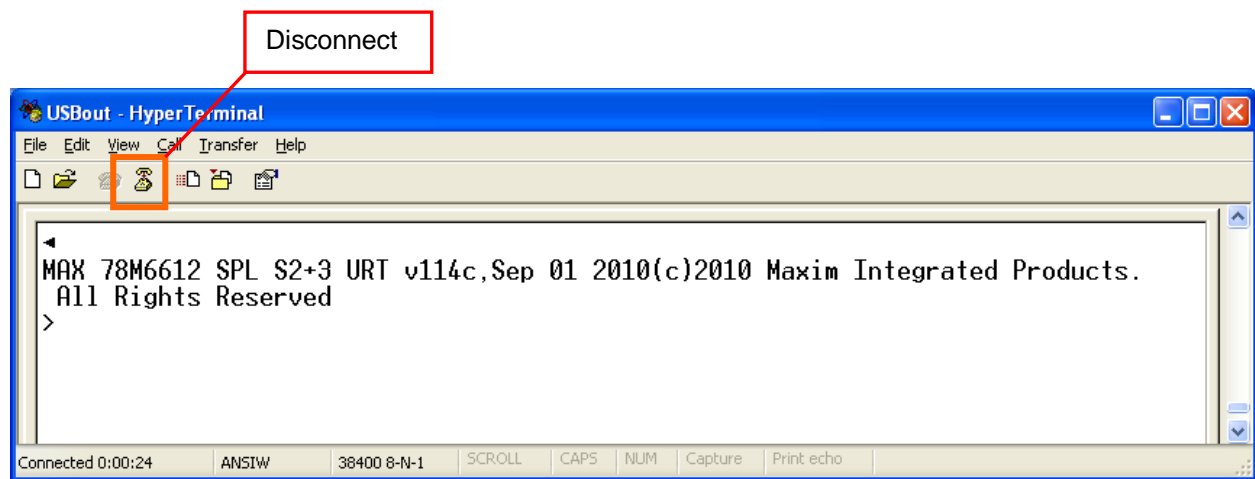 Disconnect
USBout - HyperTerminal
File Edit View Call Transfer Help
MAX 78M6612 SPL S2+3 URT v114c,Sep 01 2010(c)2010 Maxim Integrated Products.
All Rights Reserved
>
Connected 0:00:24 ANSIW 38400 8-N-1 SCROLL CAPS NUM Capture Print echo